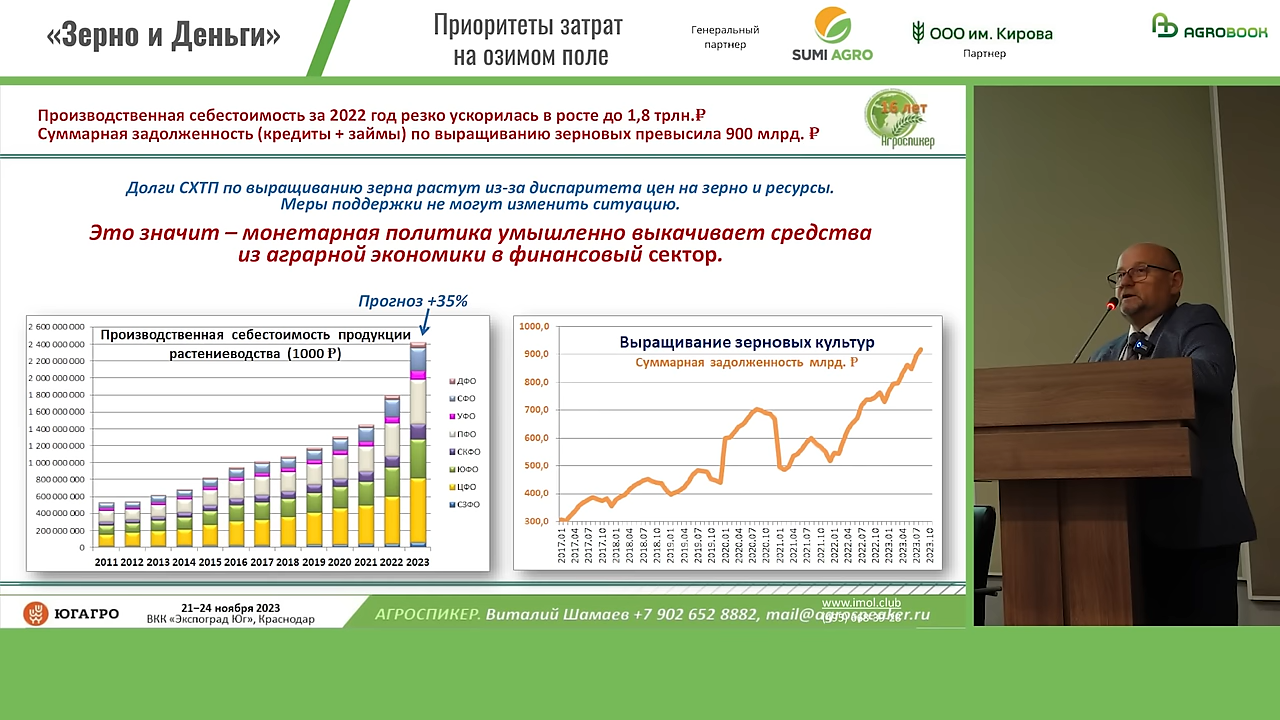 «Зерно и Деньги»
Приоритеты затрат
на озимом поле
Генеральный
партнер
SUMI AGRO
ООО им. Кирова
Партнер
AGROBOOK
Производственная себестоимость за 2022 год резко ускорилась в росте до 1,8 трлн.₽
Суммарная задолженность (кредиты + займы) по выращиванию зерновых превысила 900 млрд. ₽
16 лет
Агроспикер
Долги СХТП по выращиванию зерна растут из-за диспаритета цен на зерно и ресурсы.
Меры поддержки не могут изменить ситуацию.
Это значит – монетарная политика умышленно выкачивает средства
из аграрной экономики в финансовый сектор.
Прогноз +35%
Производственная себестоимость продукции
растениеводства (1000 ₽)
2 600 000 000
2 400 000 000
2 200 000 000
2 000 000 000
1 800 000 000
1 600 000 000
1 400 000 000
1 200 000 000
1 000 000 000
800 000 000
600 000 000
400 000 000
200 000 000
0
2011 2012 2013 2014 2015 2016 2017 2018 2019 2020 2021 2022 2023
ДФО
СФО
УФО
ПФО
СКФО
ЮФО
ЦФО
СЗФО
Выращивание зерновых культур
Суммарная задолженность млрд. ₽
1000,0
900,0
800,0
700,0
600,0
500,0
400,0
300,0
2017.01 2017.04 2017.07 2017.10 2018.01 2018.04 2018.07 2018.10 2019.01 2015.04 2015.07 2015.10 2020.04 2020.07 2020.10 2021.01 2021.04 2021.07 2021.10 2022.01 2022.04 2022.07 2022.10 2023.01 2023.04 2023.07 2023.10
ЮГАГРО
21–24 ноября 2023
ВКК «Экспоград Юг», Краснодар
АГРОСПИКЕР. Виталий Шамаев +7 902 652 8882, mail@agrospeaker.ru
www.imol.club